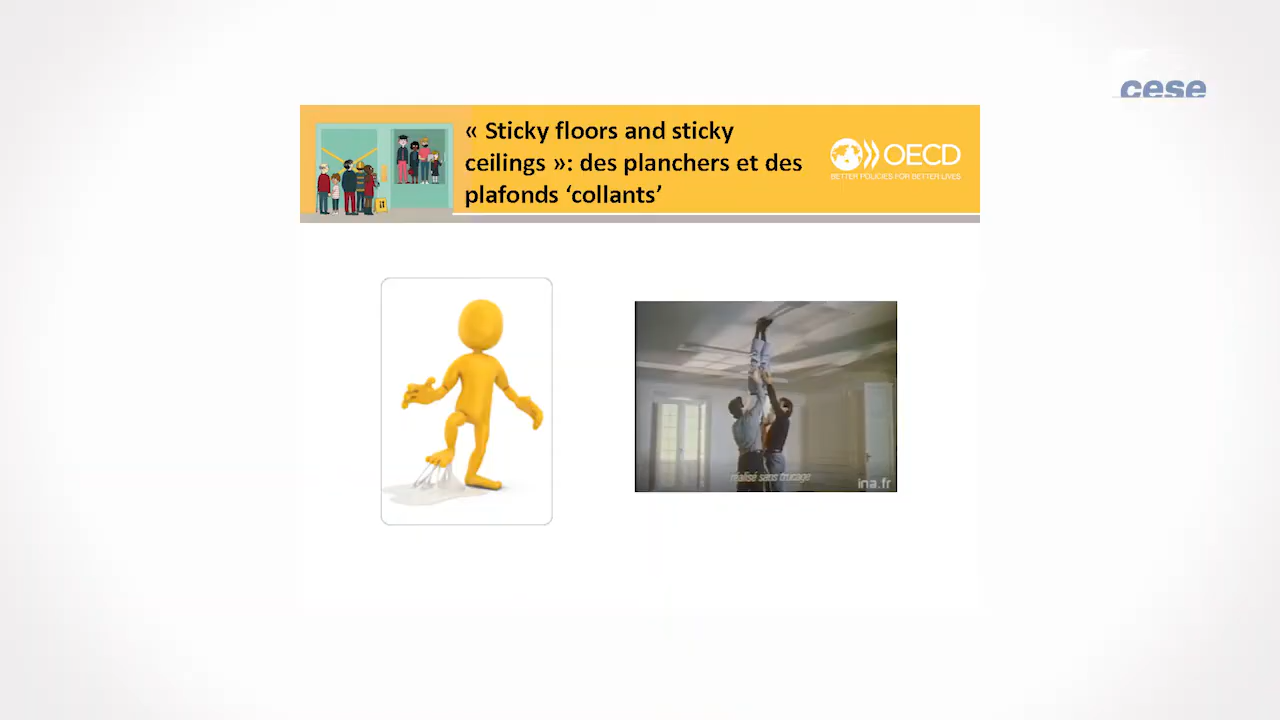 cese
« Sticky floors and sticky
ceilings »: des planchers et des
plafonds ‘collants’
OECD
BETTER POLICIES FOR BETTER LIVES
réalisé sans trucage
ina.fr